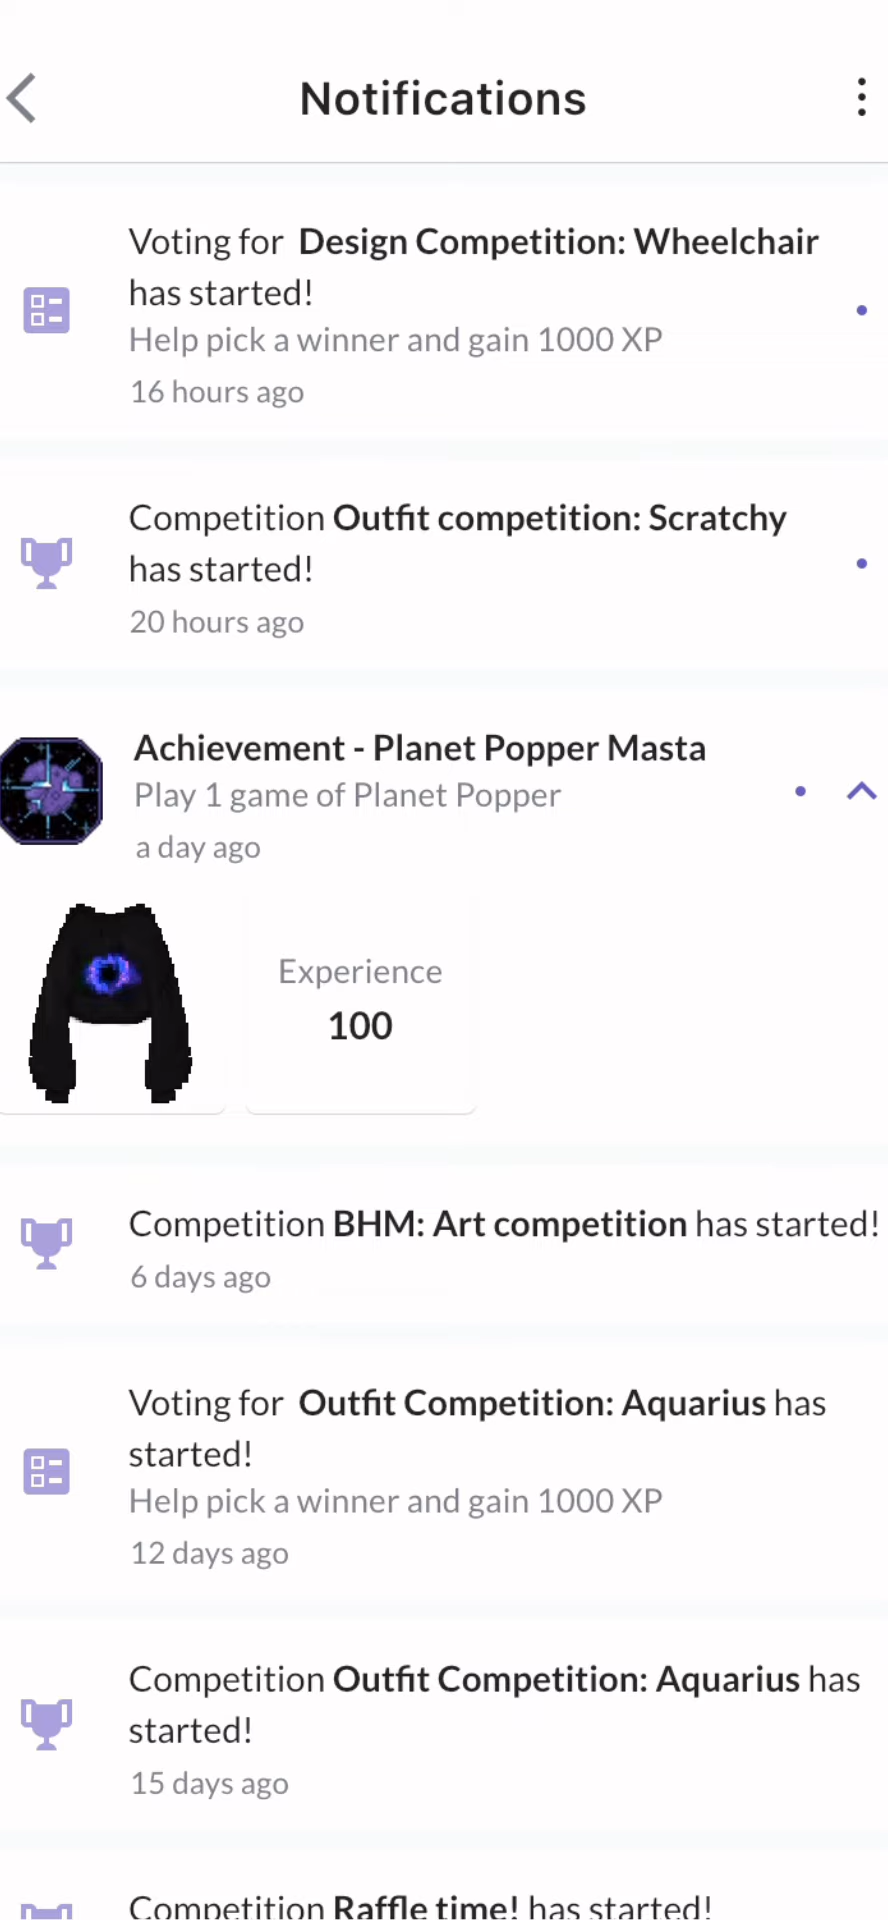 Notifications
Voting for Design Competition: Wheelchair
has started!
Help pick a winner and gain 1000 XP
16 hours ago
Competition Outfit competition: Scratchy
has started!
20 hours ago
Achievement - Planet Popper Masta
Play 1 game of Planet Popper
a day ago
Experience
100
Competition BHM: Art competition has started!
6 days ago
Voting for Outfit Competition: Aquarius has
started!
Help pick a winner and gain 1000 XP
12 days ago
Competition Outfit Competition: Aquarius has
started!
15 days ago
Competition Raffle time! has started!